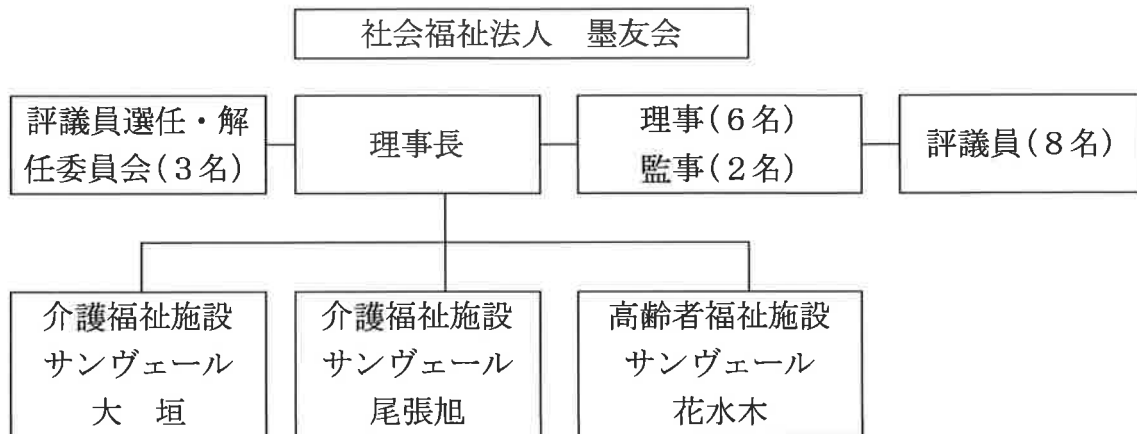 社会福祉法人　墨友会
評議員選任・解
任委員会(3名)
理事長
理事(6名)
監事(2名)
評議員(8名)
介護福祉施設
サンヴェール
大　垣
介護福祉施設
サンヴェール
尾張旭
高齢者福祉施設
サンヴェール
花水木